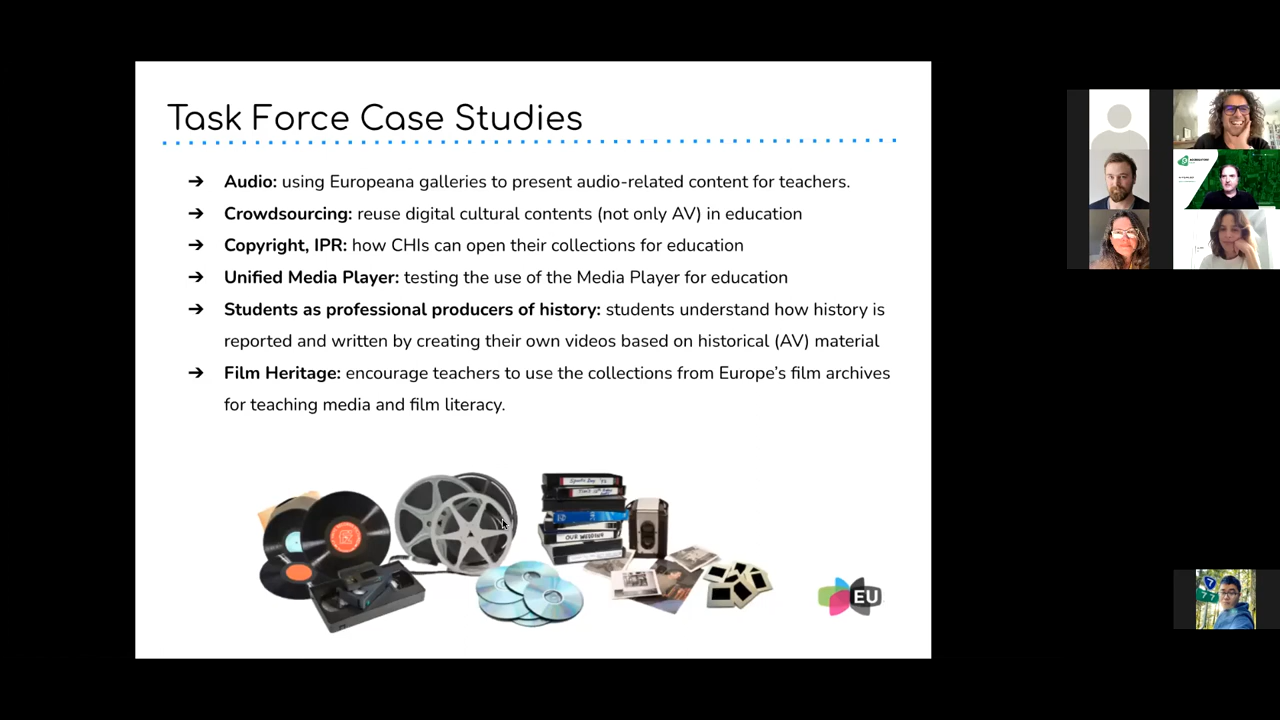 Task Force Case Studies
➔ Audio: using Europeana galleries to present audio-related content for teachers.
➔ Crowdsourcing: reuse digital cultural contents (not only AV) in education
➔ Copyright, IPR: how CHIs can open their collections for education
➔ Unified Media Player: testing the use of the Media Player for education
➔ Students as professional producers of history: students understand how history is
reported and written by creating their own videos based on historical (AV) material
➔ Film Heritage: encourage teachers to use the collections from Europe’s film archives
for teaching media and film literacy.
OUR WEDDING
EU
7
77